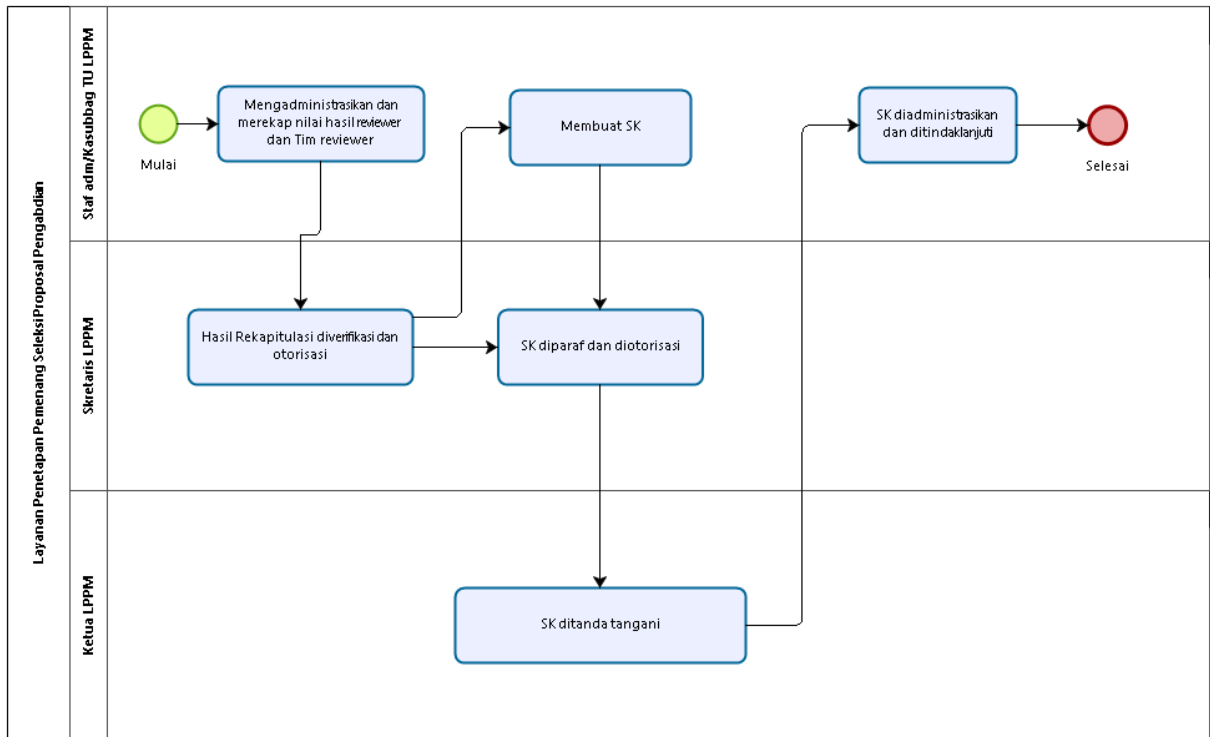 Layanan Penetapan Pemenang Seleksi Proposal Pengabdian
Staf adm/Kasubbag TU LPPM
Mulai
Mengadministrasikan dan
merekap nilai hasil reviewer
dan Tim reviewer
Membuat SK
SK diadministrasikan
dan ditindaklanjuti
Selesai
Skretaris LPPM
Hasil Rekapitulasi diverifikasi dan
otorisasi
SK diparaf dan diotorisasi
Ketua LPPM
SK ditanda tangani